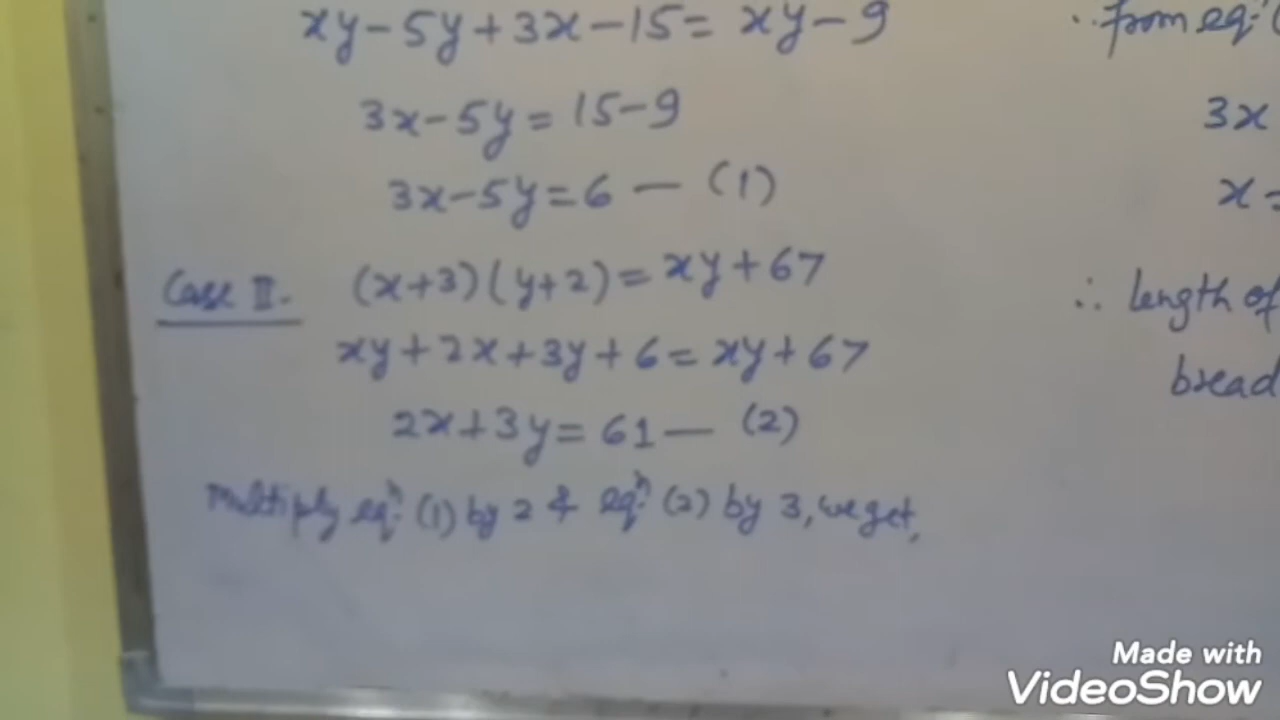 xy-5y+3x-15= xy-9
3x-5y= 15-9
3x-5y=6 — (1)
Case II. (x+3)(y+2)= xy+67
xy+2x+3y+6= xy+67
2x+3y= 61 — (2)
Multiply eqⁿ. (1) by 2 & eqⁿ. (2) by 3, we get,
∴ from eqⁿ (
3x
x =
∴ length of
bread
Made with
VideoShow